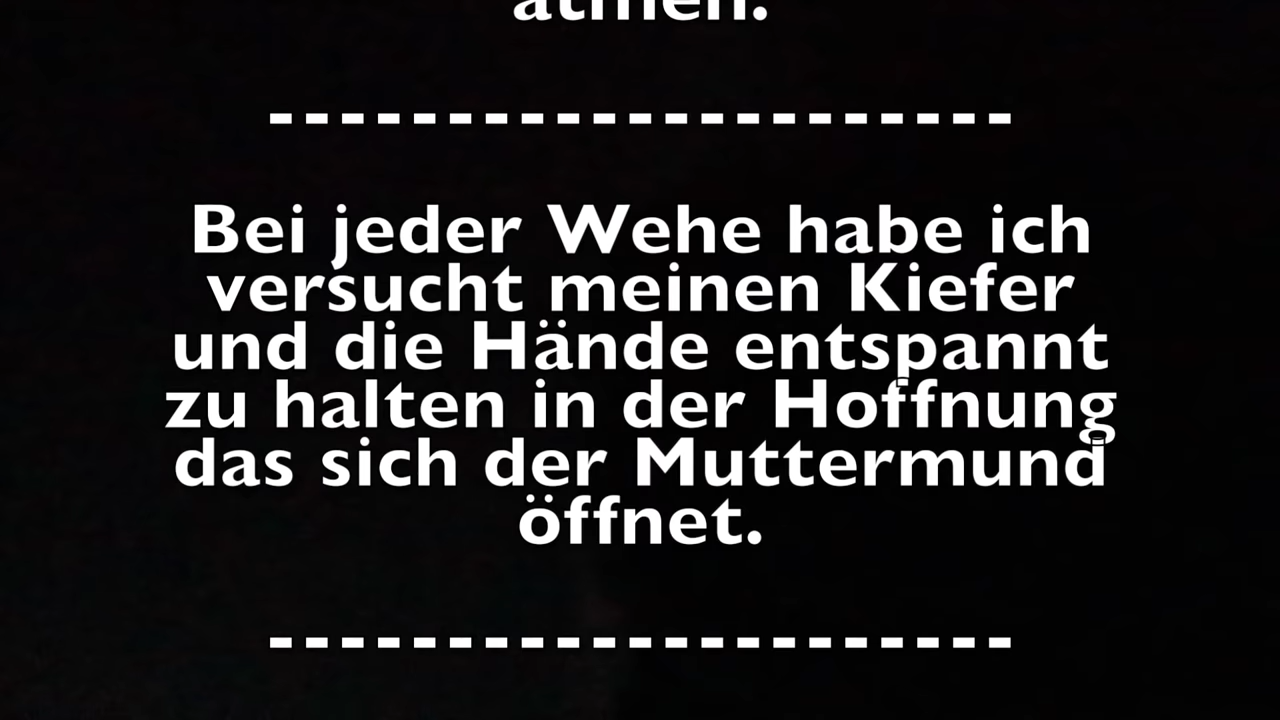 atmen.
---------------------
Bei jeder Wehe habe ich
versucht meinen Kiefer
und die Hände entspannt
zu halten in der Hoffnung
das sich der Muttermund
öffnet.
---------------------